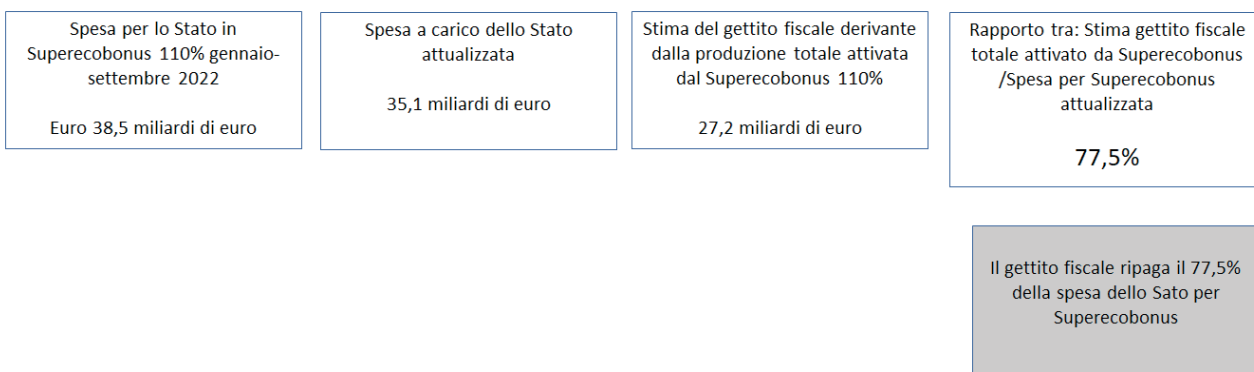 Spesa per lo Stato in
Superecobonus 110% gennaio-
settembre 2022
Euro 38,5 miliardi di euro
Spesa a carico dello Stato
attualizzata
35,1 miliardi di euro
Stima del gettito fiscale derivante
dalla produzione totale attivata
dal Superecobonus 110%
27,2 miliardi di euro
Rapporto tra: Stima gettito fiscale
totale attivato da Superecobonus
/Spesa per Superecobonus
attualizzata
77,5%
Il gettito fiscale ripaga il 77,5%
della spesa dello Sato per
Superecobonus